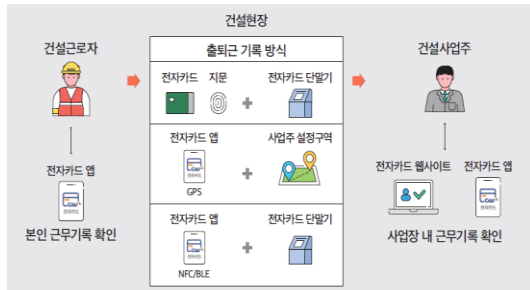 건설현장
건설근로자
출퇴근 기록 방식
건설사업주
전자카드 지문
전자카드 단말기
전자카드 앱
사업주 설정구역
GPS
전자카드 앱
전자카드 단말기
NFC/BLE
전자카드 앱
본인 근무기록 확인
전자카드 웹사이트 전자카드 앱
사업장 내 근무기록 확인